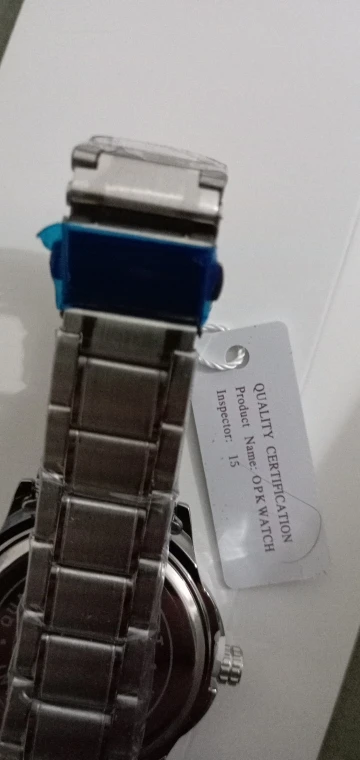 QUALITY CERTIFICATION
Product Name: OPK WATCH
Inspector: 15